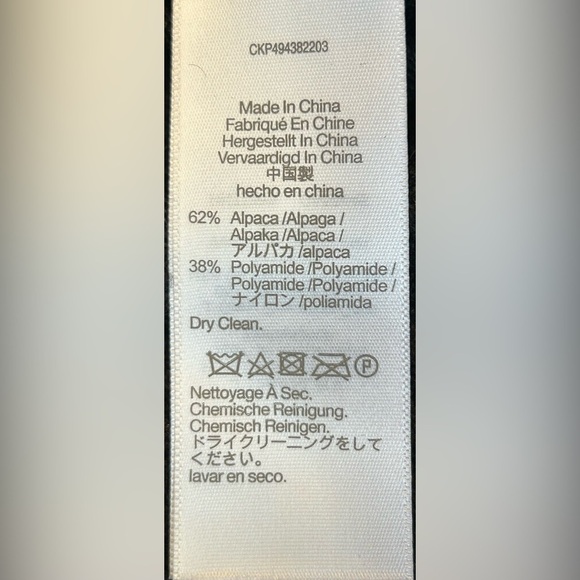 CKP494382203
Made In China
Fabriqué En Chine
Hergestellt In China
Vervaardigd In China
中国製
hecho en china
62% Alpaca /Alpaga /
Alpaka /Alpaca /
アルパカ /alpaca
38% Polyamide /Polyamide /
Polyamide /Polyamide /
ナイロン /poliamida
Dry Clean.
P
Nettoyage À Sec.
Chemische Reinigung.
Chemisch Reinigen.
ドライクリーニングをして
ください。
lavar en seco.